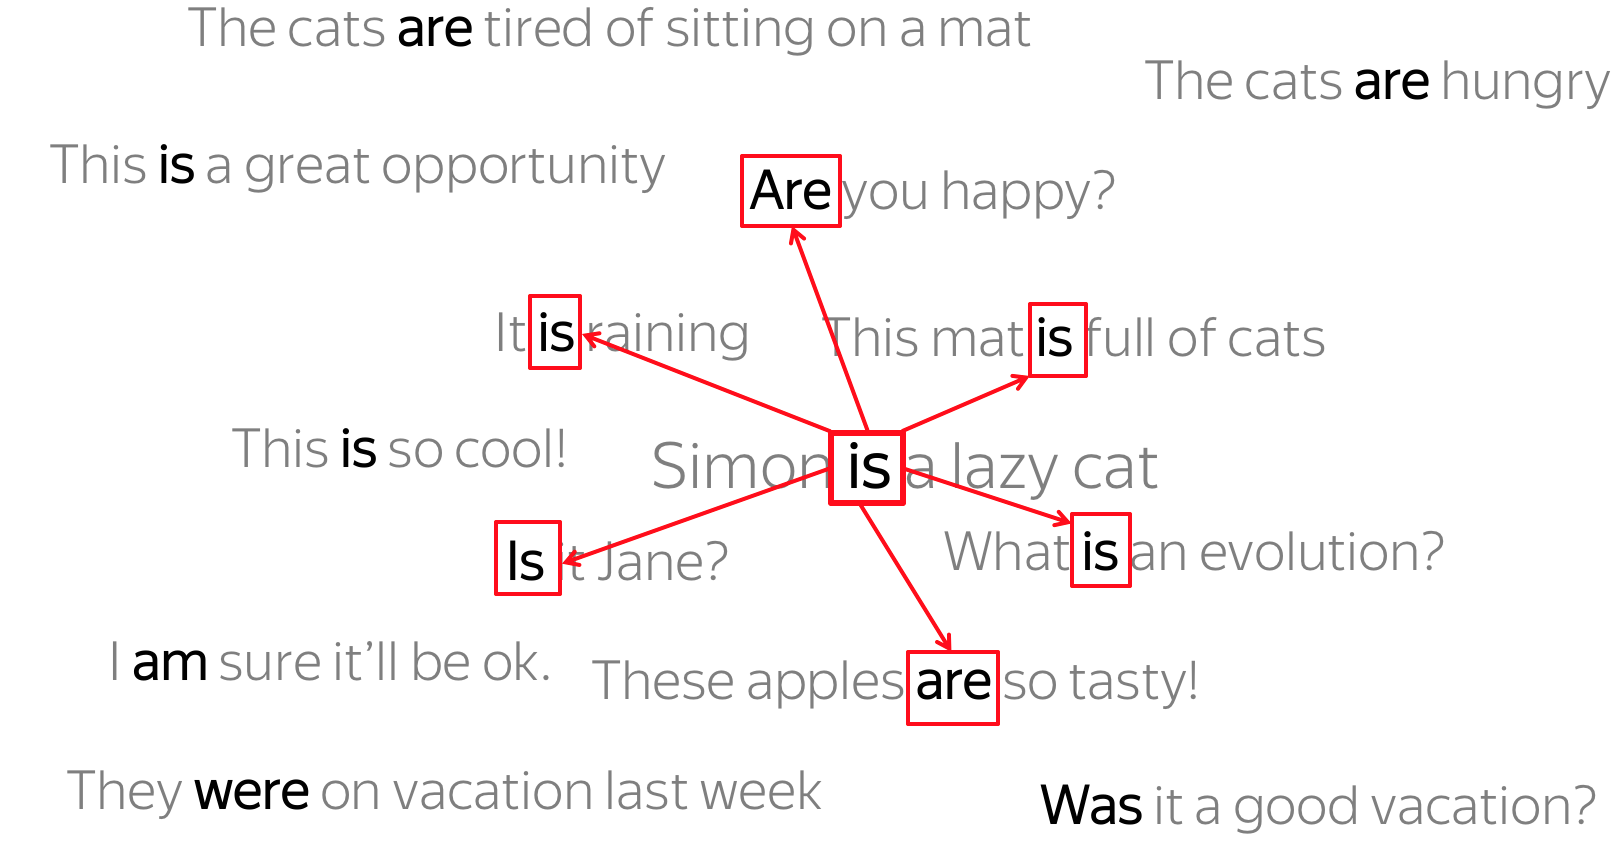 The cats are tired of sitting on a mat
The cats are hungry
This is a great opportunity
Are you happy?
It is raining
This mat is full of cats
This is so cool!
Simon is a lazy cat
Is it Jane?
What is an evolution?
I am sure it’ll be ok.
These apples are so tasty!
They were on vacation last week
Was it a good vacation?